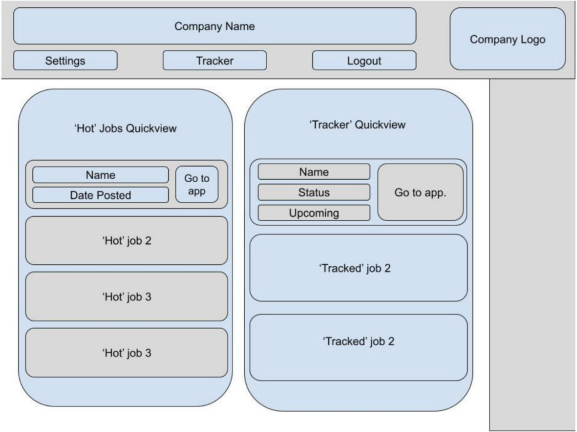 Company Name
Company Logo
Settings
Tracker
Logout
'Hot' Jobs Quickview
Name
Date Posted
Go to
app
'Hot' job 2
'Hot' job 3
'Hot' job 3
'Tracker' Quickview
Name
Status
Upcoming
Go to app.
'Tracked' job 2
'Tracked' job 2